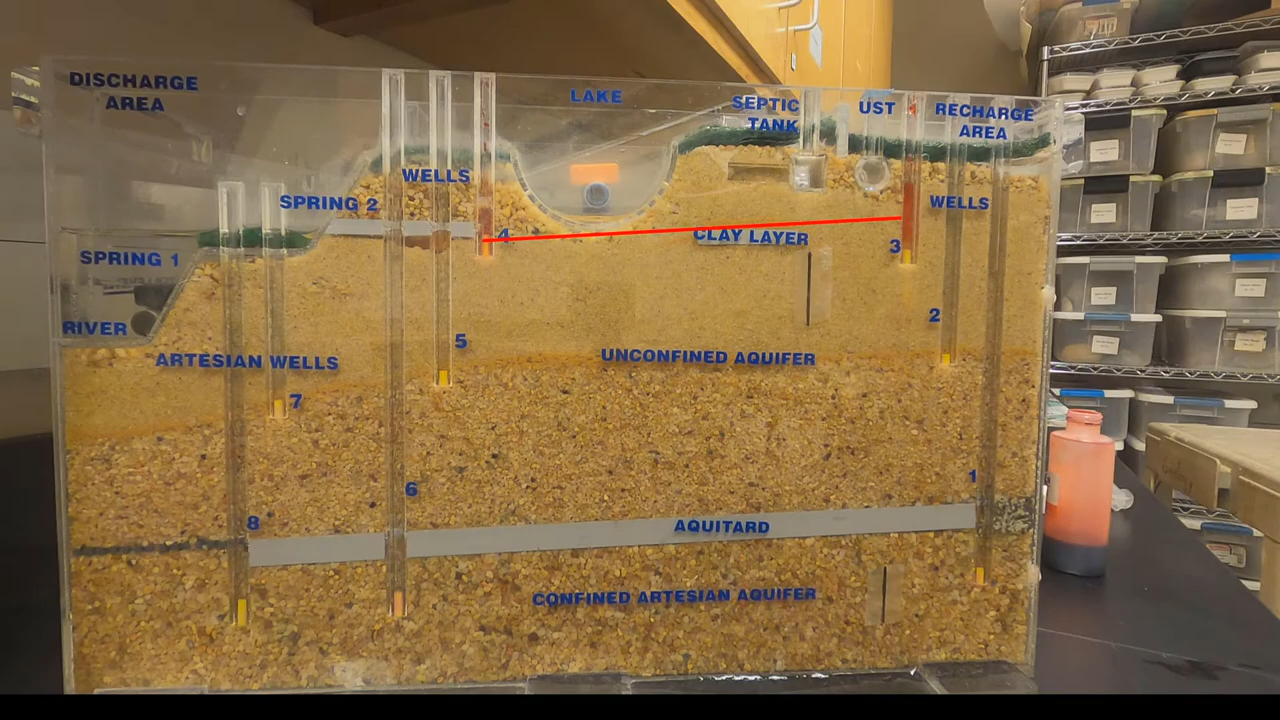 DISCHARGE
AREA
LAKE
SEPTIC
TANK
UST
RECHARGE
AREA
WELLS
SPRING 2
WELLS
4
CLAY LAYER
3
SPRING 1
2
RIVER
5
ARTESIAN WELLS
UNCONFINED AQUIFER
7
6
1
8
AQUITARD
CONFINED ARTESIAN AQUIFER